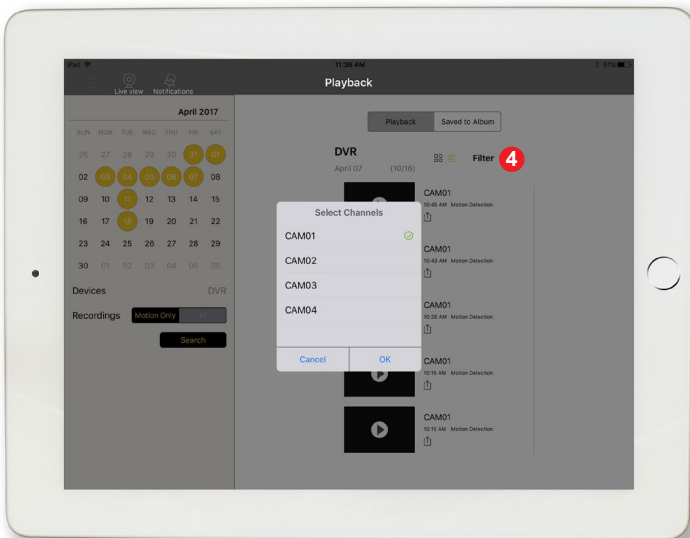 iPad 11:36 AM 51%
Live view Notifications
Playback
April 2017
SUN MON TUE WED THU FRI SAT
26 27 28 29 30 31 01
02 03 04 05 06 07 08
09 10 11 12 13 14 15
16 17 18 19 20 21 22
23 24 25 26 27 28 29
30 01 02 03 04 05 06
Devices DVR
Recordings Motion Only All
Search
Playback Saved to Album
DVR
April 07 (10/16)
Filter 4
CAM01
10:45 AM Motion Detection
CAM01
10:43 AM Motion Detection
CAM01
10:26 AM Motion Detection
CAM01
10:16 AM Motion Detection
CAM01
10:15 AM Motion Detection
Select Channels
CAM01
CAM02
CAM03
CAM04
Cancel OK